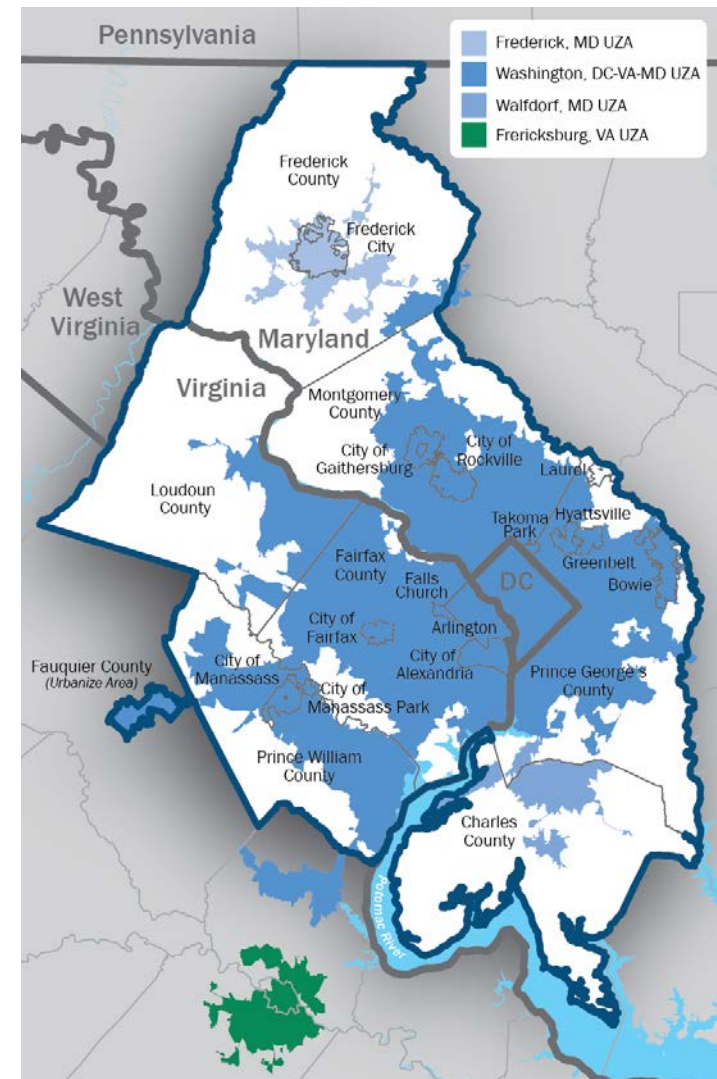 Pennsylvania
Frederick, MD UZA
Washington, DC-VA-MD UZA
Walfdorf, MD UZA
Frericksburg, VA UZA
Frederick
County
Frederick
City
West
Virginia
Maryland
Virginia
Montgomery
County
City of
Gaithersburg
City of
Rockville
Laurel
Loudoun
County
Takoma
Park
Hyattsville
Fairfax
County
Falls
Church
DC
Greenbelt
Bowie
City of
Fairfax
Arlington
City of
Alexandria
Fauquier County
(Urbanize Area)
City of
Manassass
City of
Manassass Park
Prince George's
County
Prince William
County
Charles
County
Potomac River